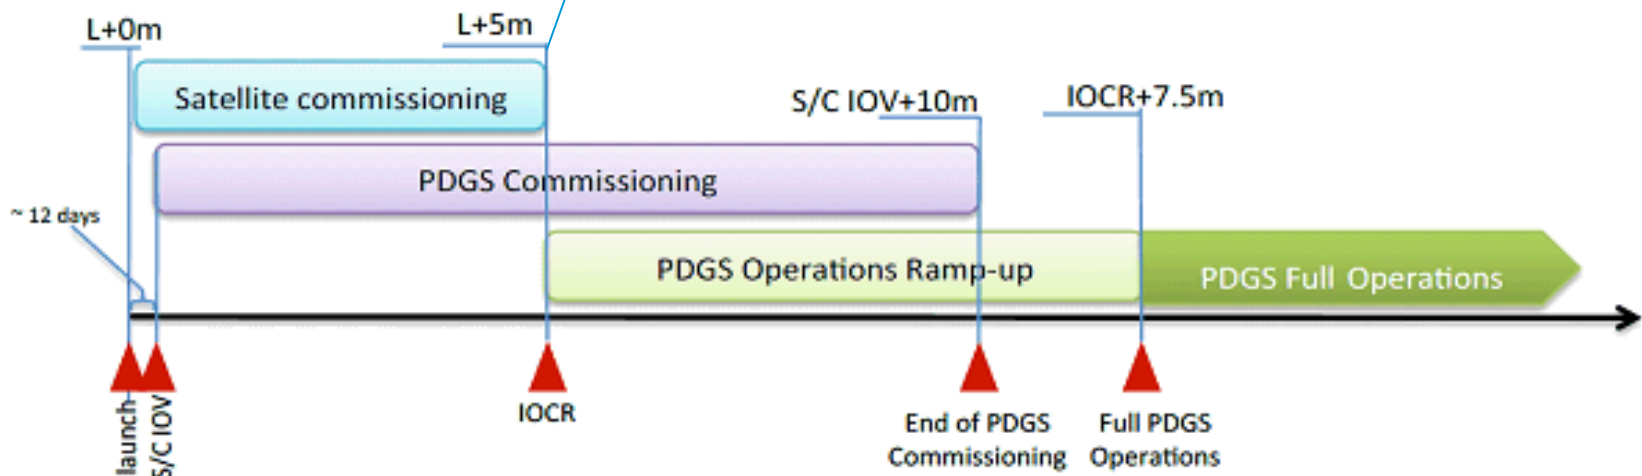 L+0m
L+5m
Satellite commissioning
S/C IOV+10m
IOCR+7.5m
PDGS Commissioning
~ 12 days
PDGS Operations Ramp-up
PDGS Full Operations
launch
S/C IOV
IOCR
End of PDGS
Commissioning
Full PDGS
Operations